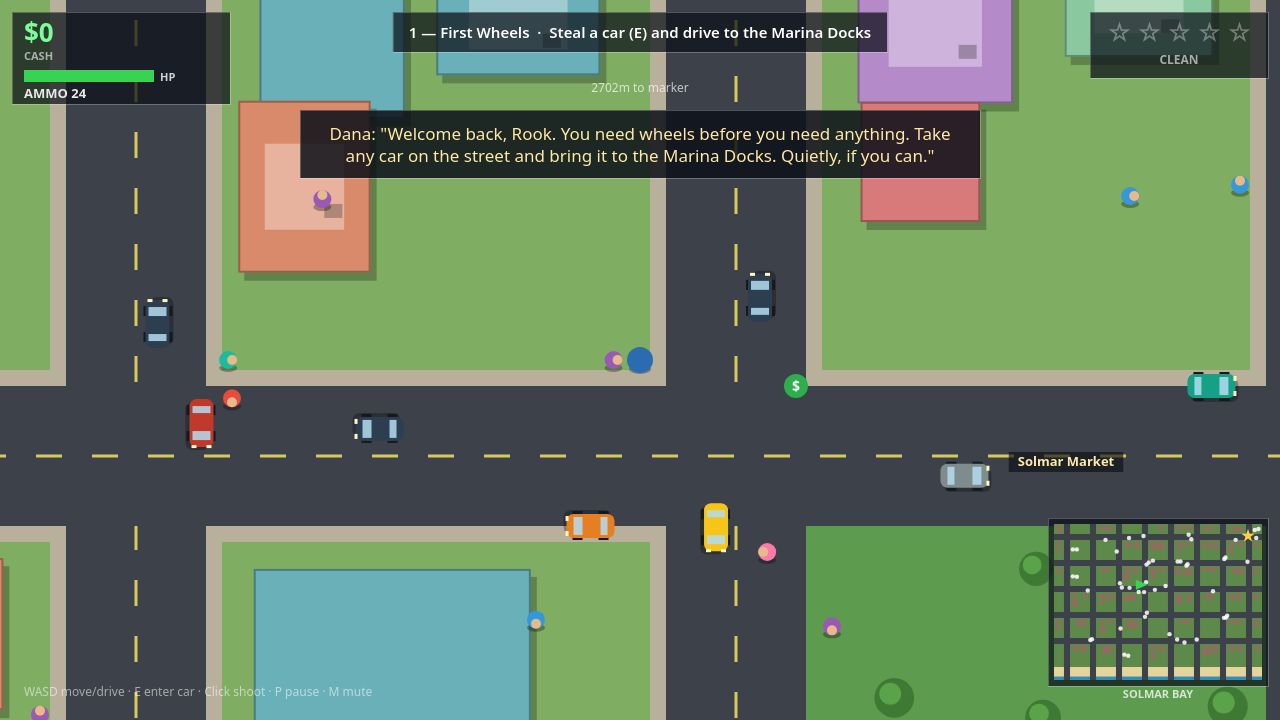 $0
CASH
HP
AMMO 24
1 — First Wheels · Steal a car (E) and drive to the Marina Docks
2702m to marker
CLEAN
Dana: "Welcome back, Rook. You need wheels before you need anything. Take
any car on the street and bring it to the Marina Docks. Quietly, if you can."
$
Solmar Market
WASD move/drive · E enter car · Click shoot · P pause · M mute
SOLMAR BAY